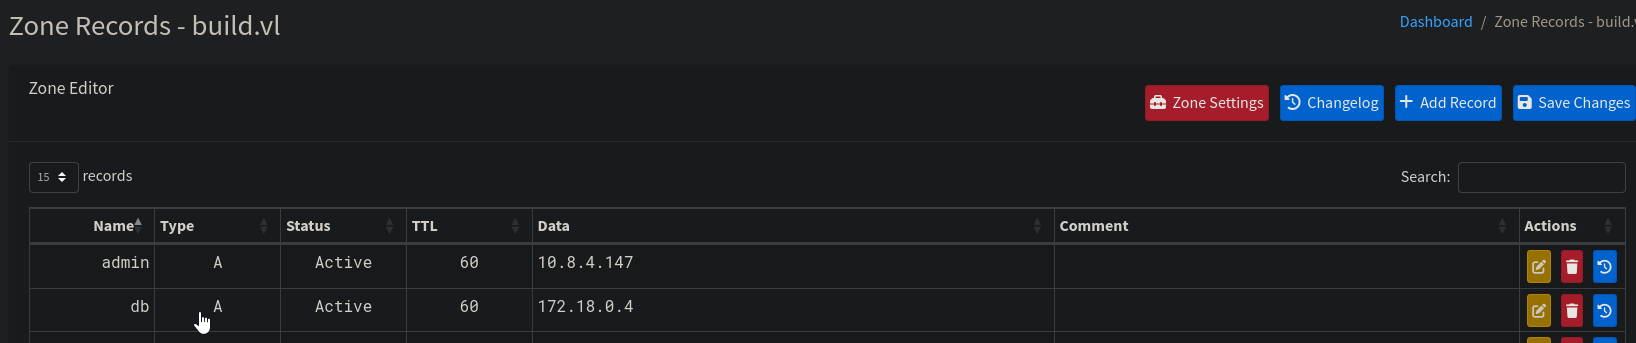 Zone Records - build.vl
Dashboard / Zone Records - build.
Zone Editor
Zone Settings Changelog Add Record Save Changes
15 records Search:
Name Type Status TTL Data Comment Actions
admin A Active 60 10.8.4.147
db A Active 60 172.18.0.4